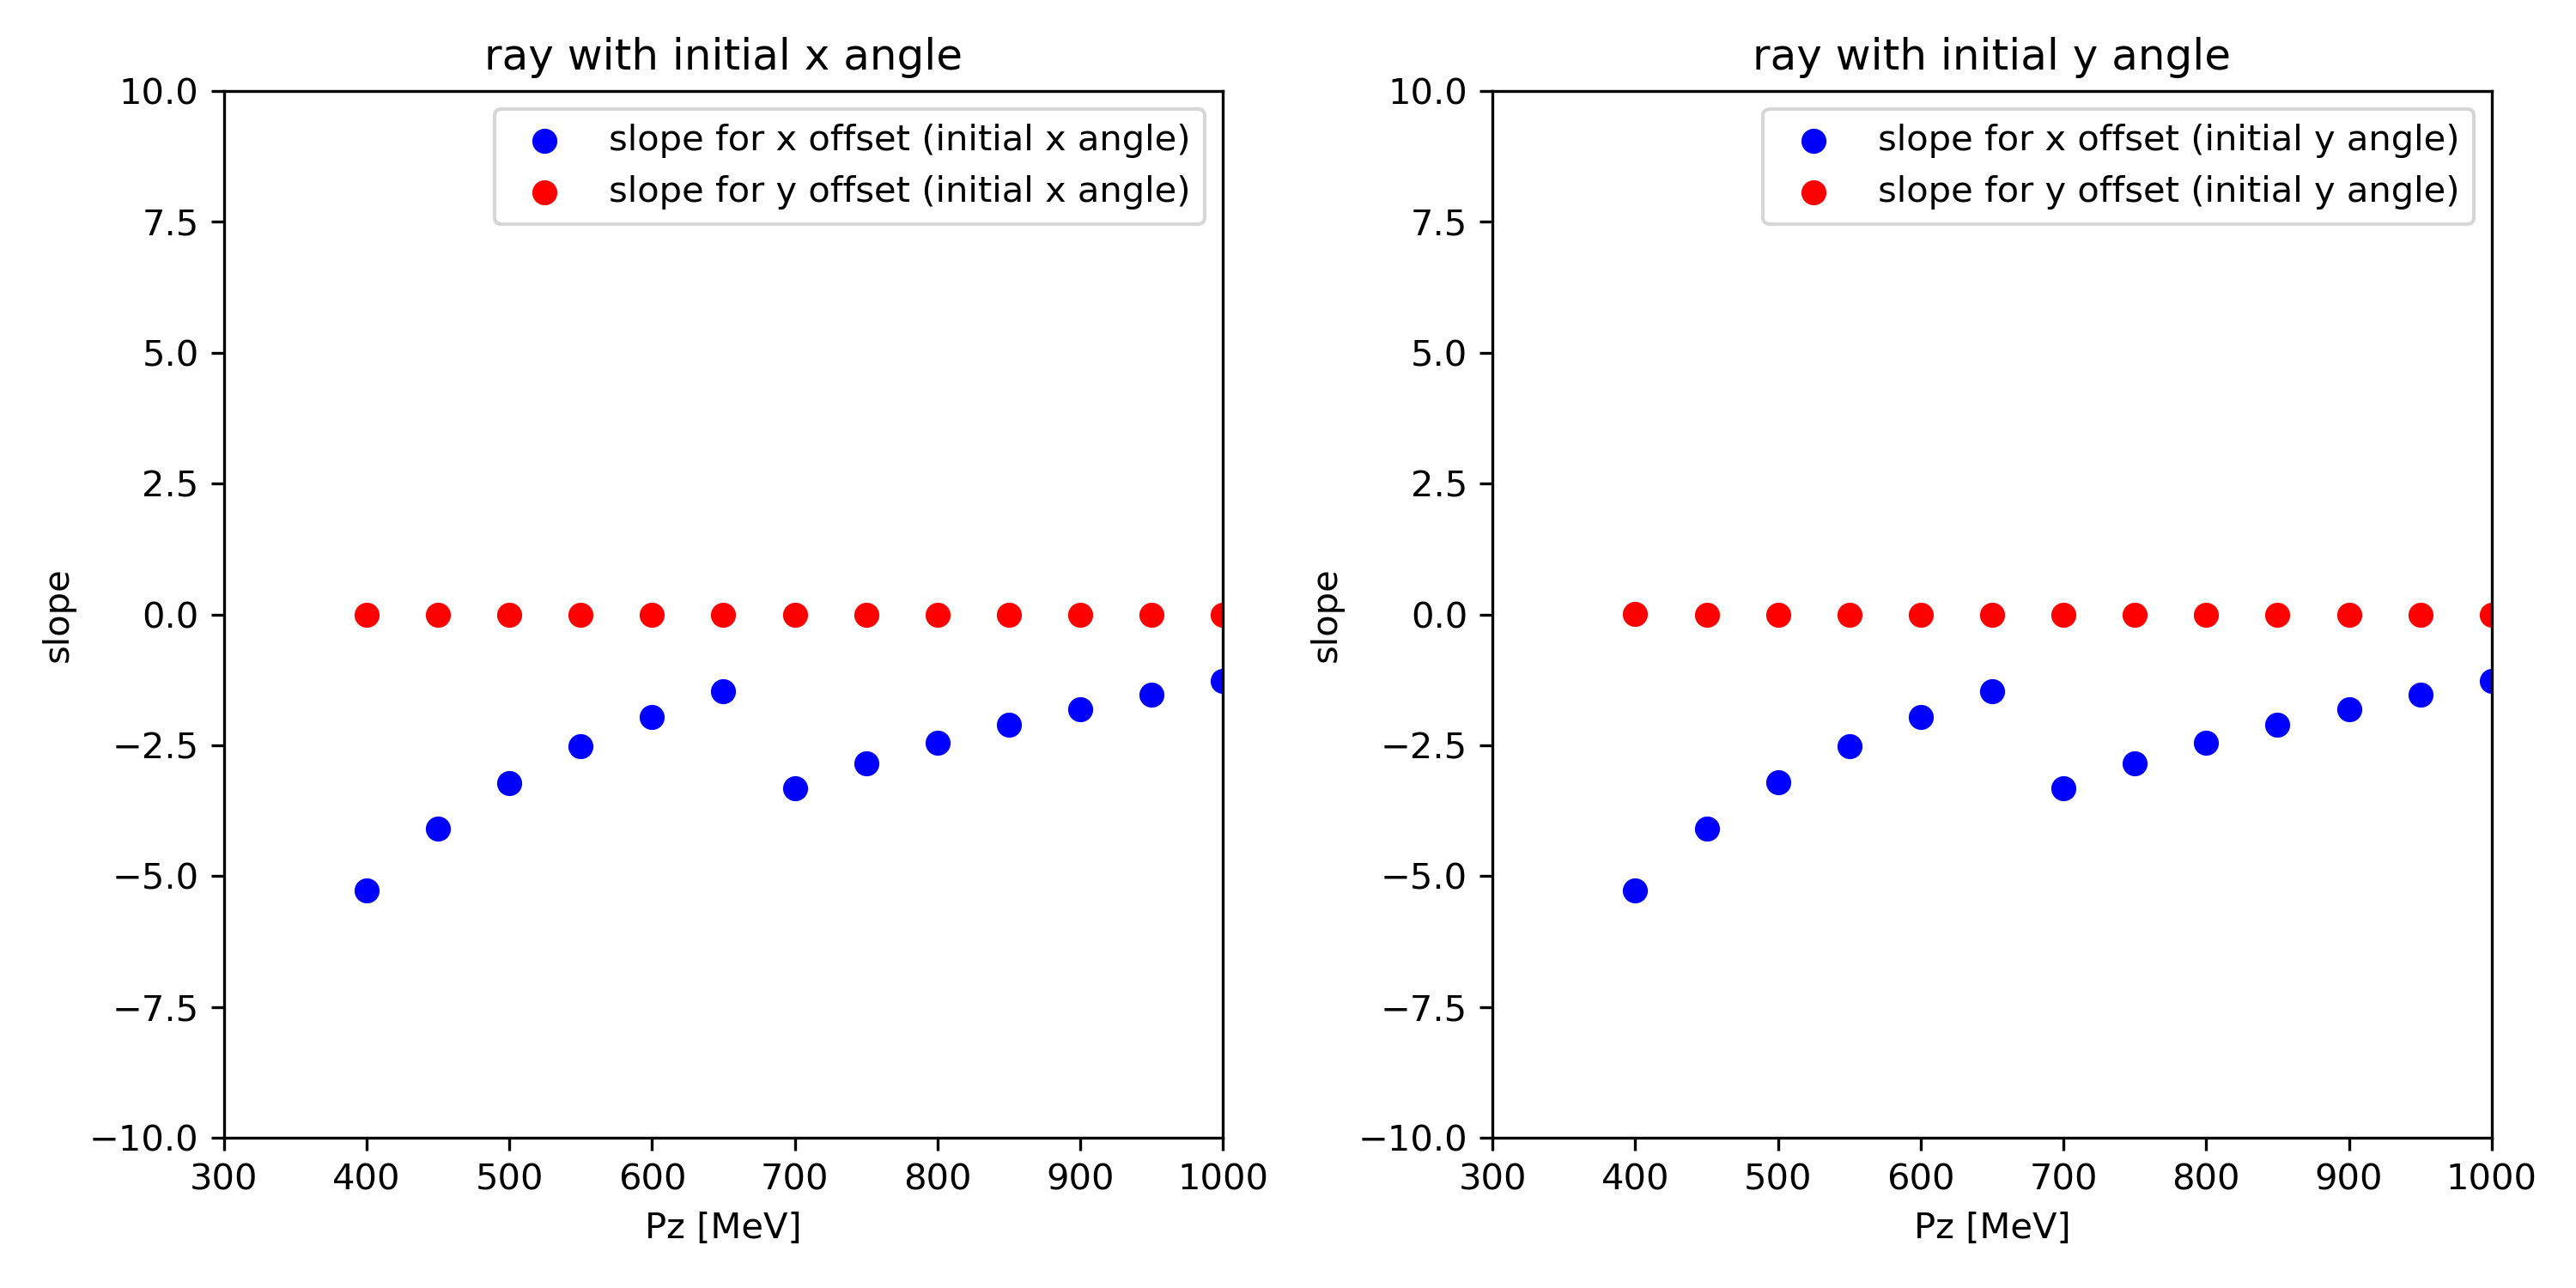 ray with initial x angle
10.0
7.5
5.0
2.5
0.0
−2.5
−5.0
−7.5
−10.0
slope
slope for x offset (initial x angle)
slope for y offset (initial x angle)
300 400 500 600 700 800 900 1000
Pz [MeV]
ray with initial y angle
10.0
7.5
5.0
2.5
0.0
−2.5
−5.0
−7.5
−10.0
slope
slope for x offset (initial y angle)
slope for y offset (initial y angle)
300 400 500 600 700 800 900 1000
Pz [MeV]